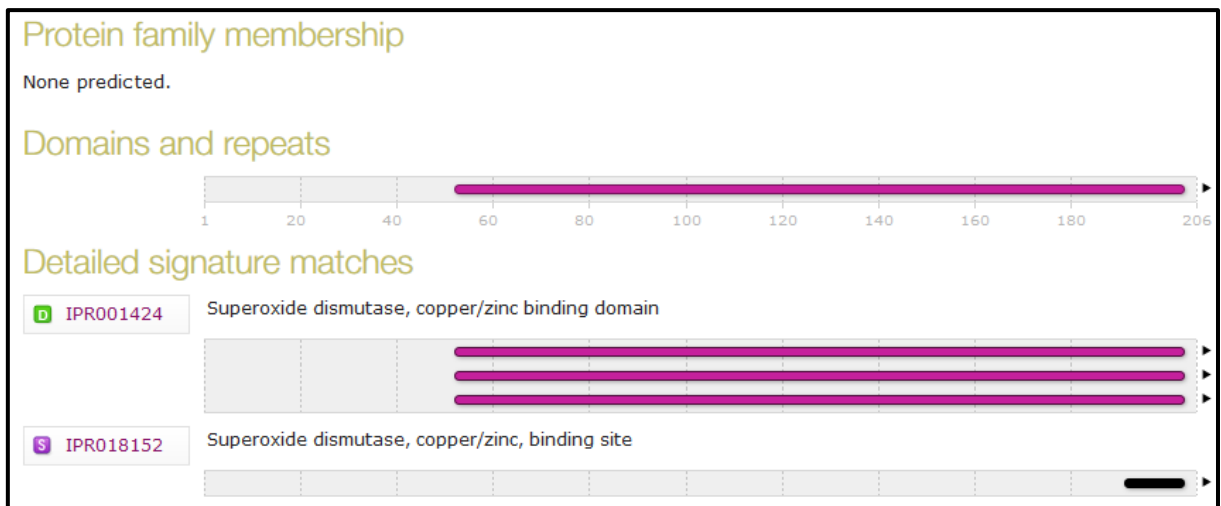 Protein family membership
None predicted.
Domains and repeats
1 20 40 60 80 100 120 140 160 180 206
Detailed signature matches
D IPR001424 Superoxide dismutase, copper/zinc binding domain
S IPR018152 Superoxide dismutase, copper/zinc, binding site